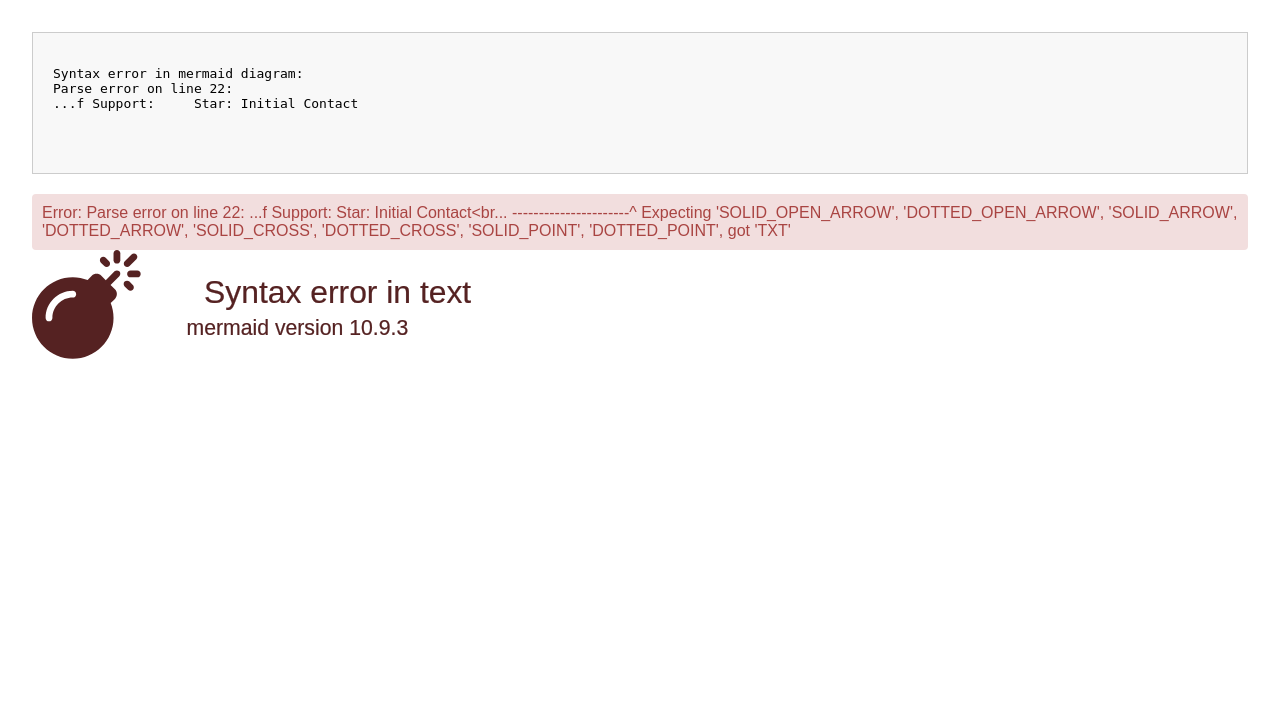 Syntax error in mermaid diagram:
Parse error on line 22:
...f Support:     Star: Initial Contact
Error: Parse error on line 22: ...f Support: Star: Initial Contact<br... ----------------------^ Expecting 'SOLID_OPEN_ARROW', 'DOTTED_OPEN_ARROW', 'SOLID_ARROW',
'DOTTED_ARROW', 'SOLID_CROSS', 'DOTTED_CROSS', 'SOLID_POINT', 'DOTTED_POINT', got 'TXT'
Syntax error in text
mermaid version 10.9.3